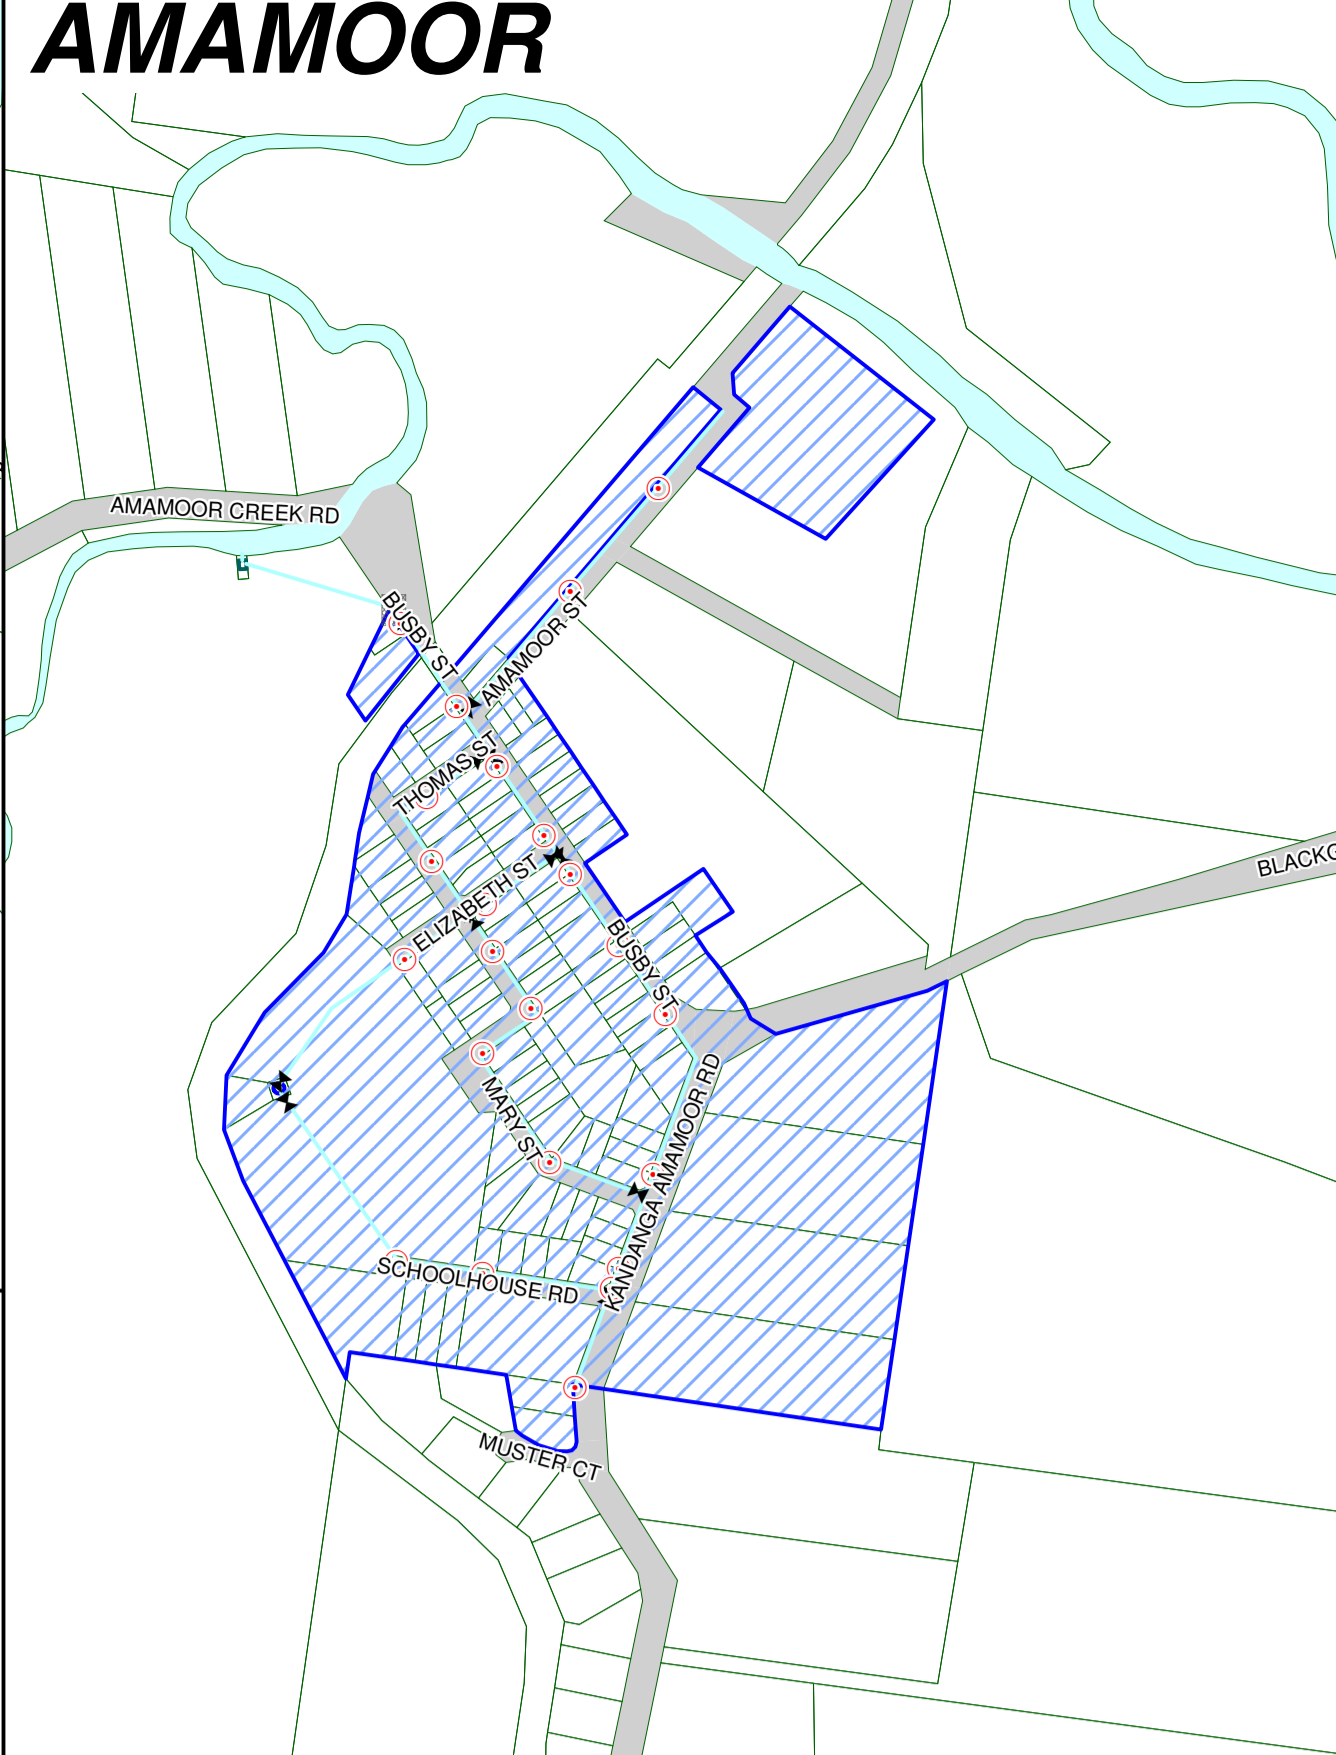 AMAMOOR
AMAMOOR CREEK RD
BUSBY ST
AMAMOOR ST
THOMAS ST
ELIZABETH ST
BLACKG
BUSBY ST
MARY ST
KANDANGA AMAMOOR RD
SCHOOLHOUSE RD
MUSTER CT